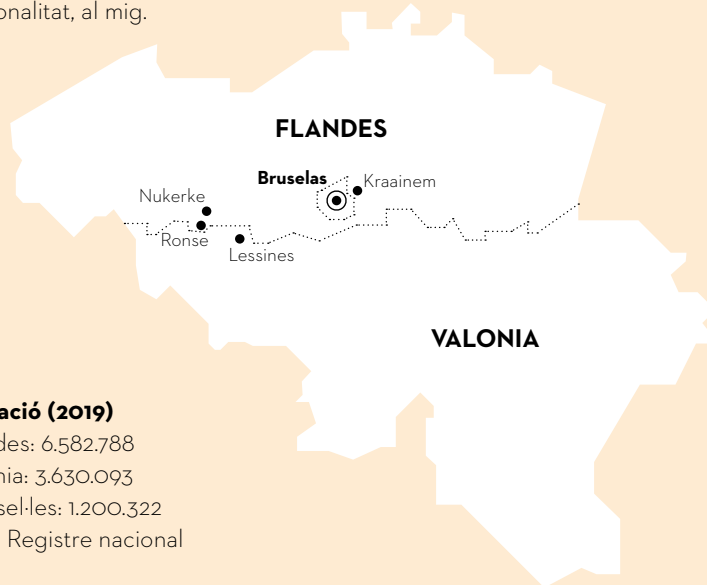 onalitat, al mig.
FLANDES
Bruselas
Kraainem
Nukerke
Ronse
Lessines
VALONIA
ació (2019)
des: 6.582.788
nia: 3.630.093
sel·les: 1.200.322
Registre nacional